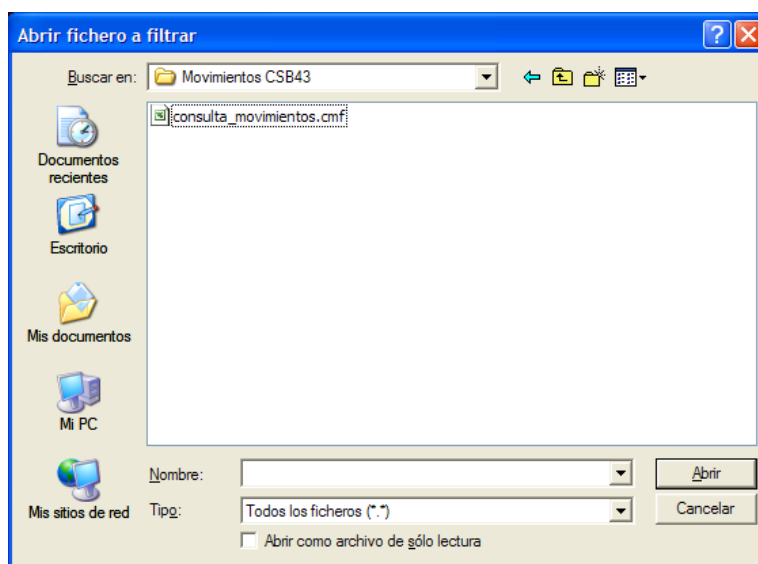 Abrir fichero a filtrar
Buscar en:
Movimientos CSB43
consulta_movimientos.cmf
Documentos
recientes
Escritorio
Mis documentos
Mi PC
Mis sitios de red
Nombre:
Abrir
Tipo:
Todos los ficheros (*.*)
Cancelar
Abrir como archivo de sólo lectura